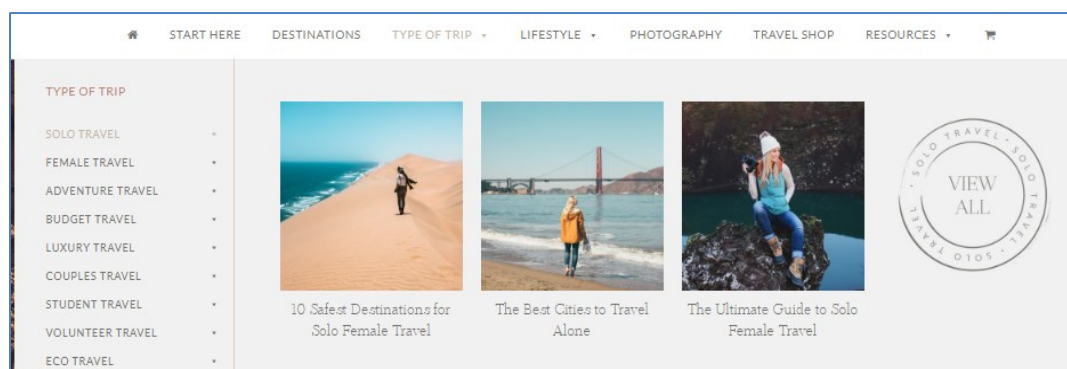 START HERE DESTINATIONS TYPE OF TRIP LIFESTYLE PHOTOGRAPHY TRAVEL SHOP RESOURCES
TYPE OF TRIP
SOLO TRAVEL
FEMALE TRAVEL
ADVENTURE TRAVEL
BUDGET TRAVEL
LUXURY TRAVEL
COUPLES TRAVEL
STUDENT TRAVEL
VOLUNTEER TRAVEL
ECO TRAVEL
10 Safest Destinations for
Solo Female Travel
The Best Cities to Travel
Alone
The Ultimate Guide to Solo
Female Travel
SOLO TRAVEL · SOLO TRAVEL · SOLO TRAVEL ·
VIEW
ALL